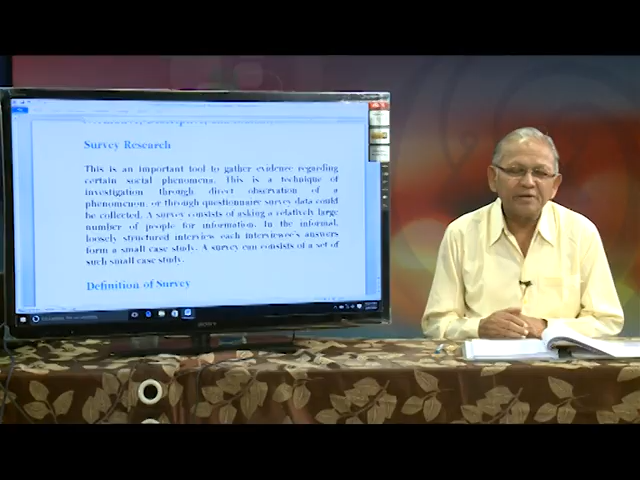 Survey Research
This is an important tool to gather evidence regarding
certain social phenomena. This is a technique of
investigation through direct observation of a
phenomenon, or through questionnaire survey data could
be collected. A survey consists of asking a relatively large
number of people for information. In the informal,
loosely structured interview each interviewee's answers
form a small case study. A survey can consists of a set of
such small case study.
Definition of Survey
SONY